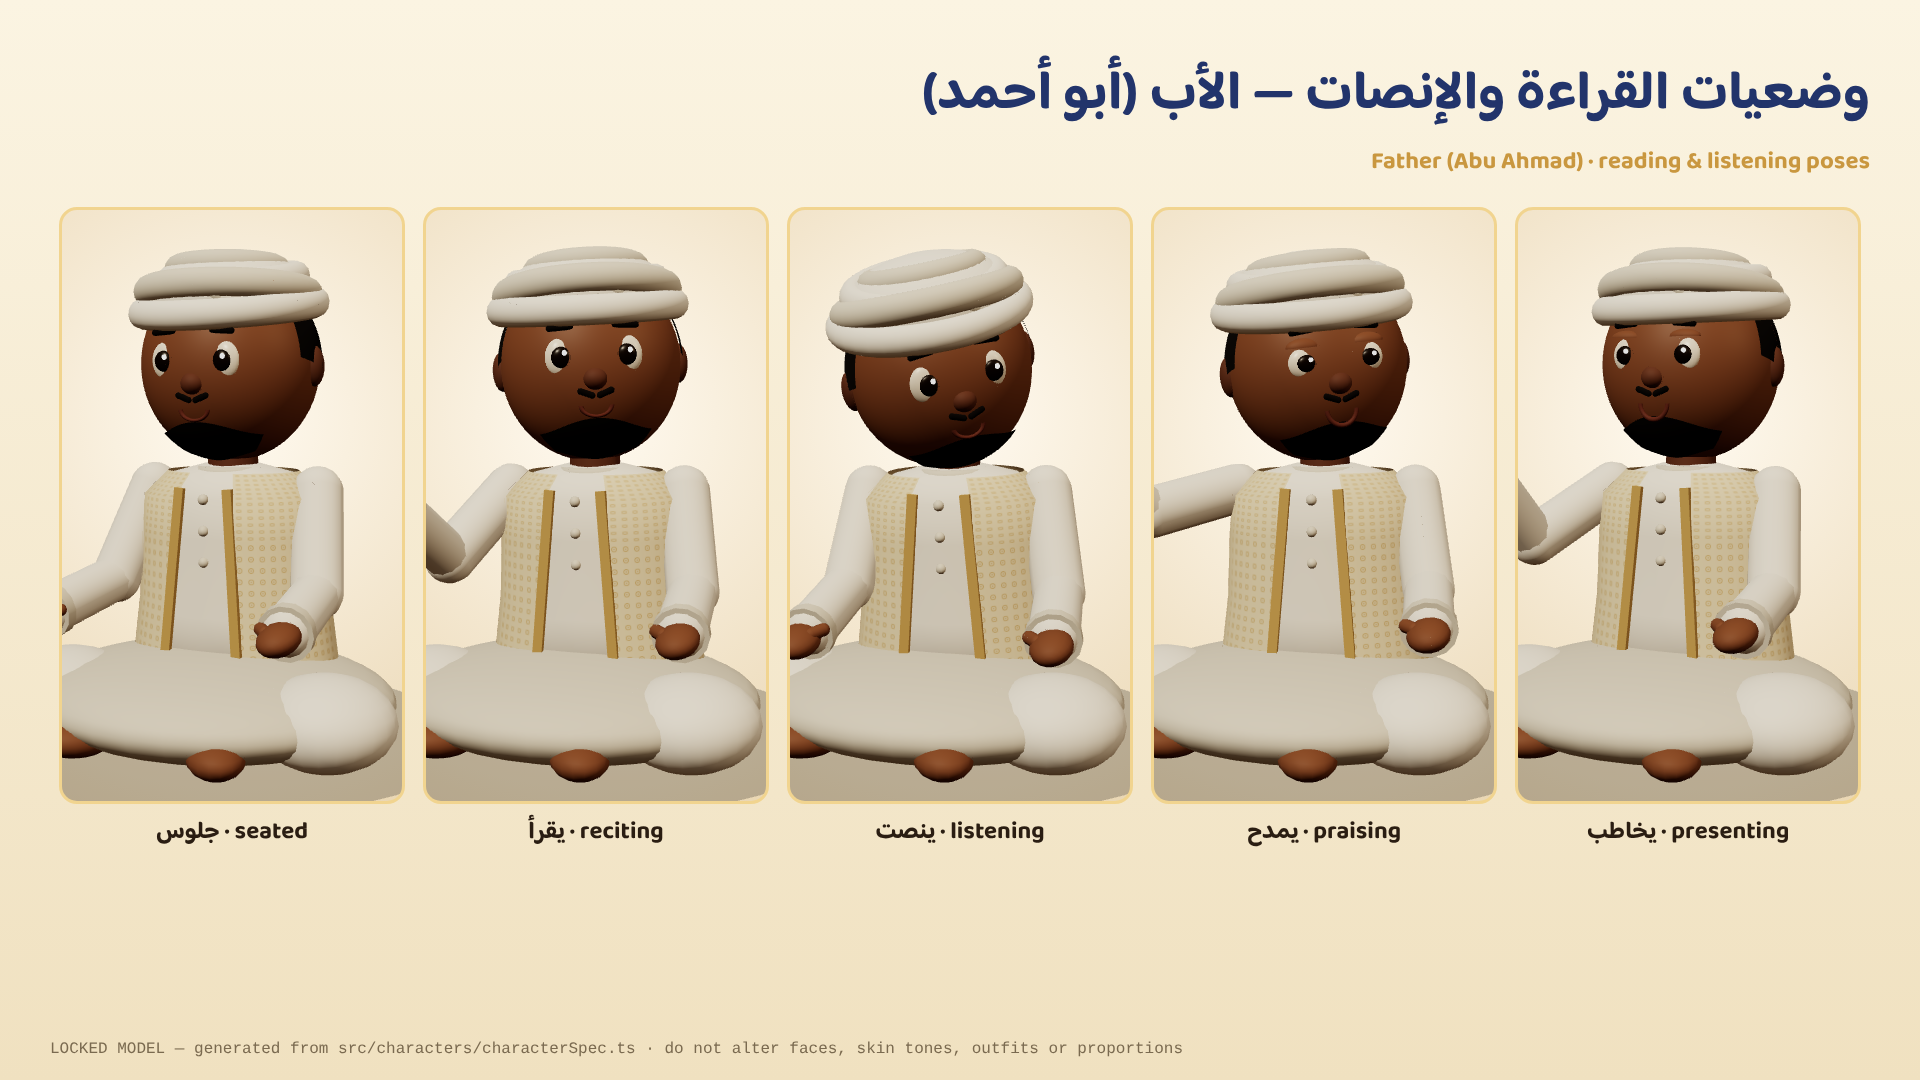 وضعيات القراءة والإنصات — الأب (أبو أحمد)
Father (Abu Ahmad) · reading & listening poses
جلوس · seated
يقرأ · reciting
ينصت · listening
يمدح · praising
يخاطب · presenting
LOCKED MODEL — generated from src/characters/characterSpec.ts · do not alter faces, skin tones, outfits or proportions